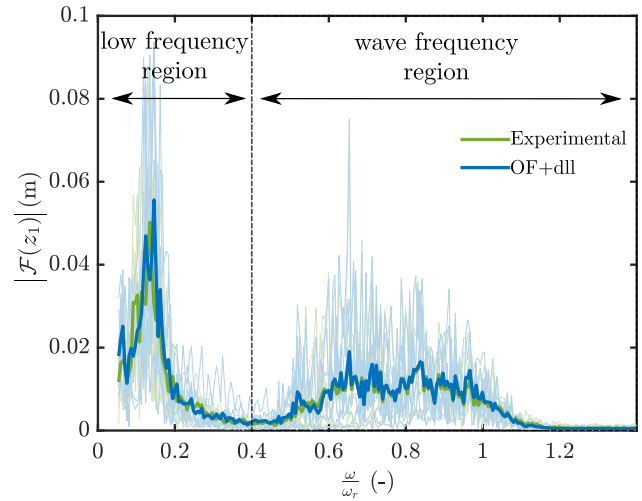 low frequency
region
wave frequency
region
Experimental
OF+dll
|ℱ(z₁)| (m)
0.1
0.08
0.06
0.04
0.02
0
0 0.2 0.4 0.6 0.8 1 1.2
ω/ωᵣ (-)